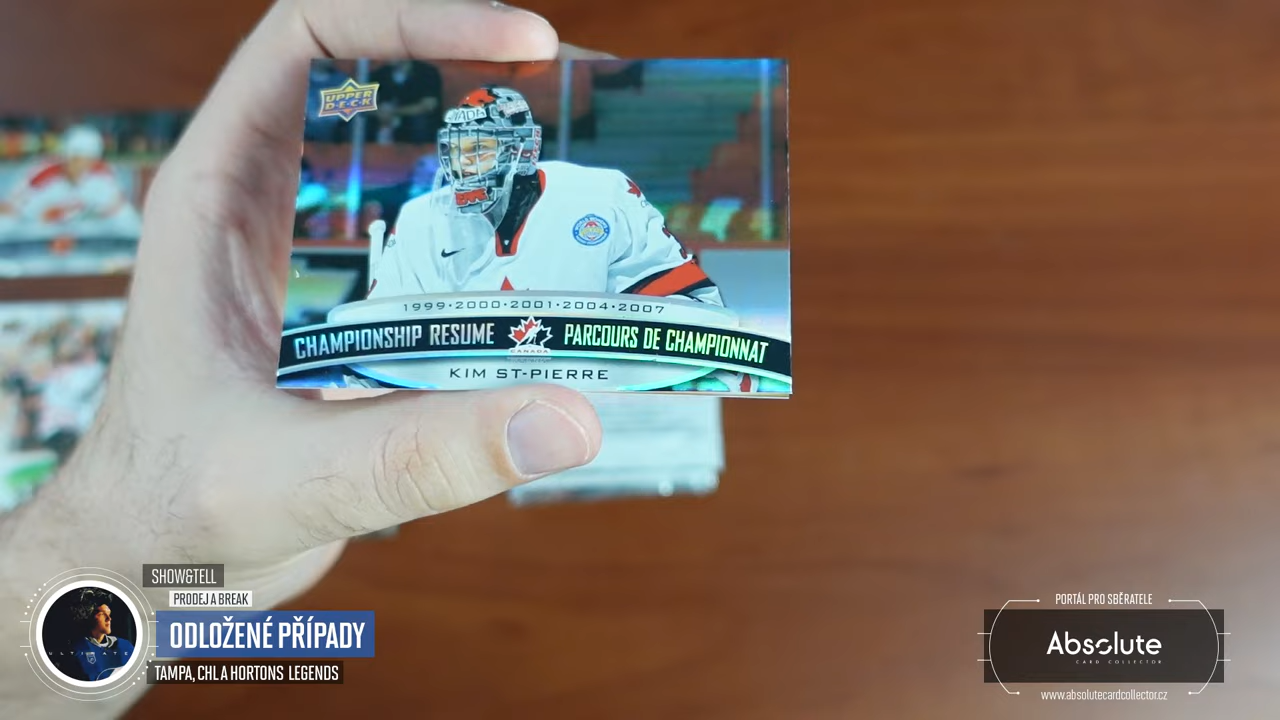 UPPER
D·E·C·K
1999·2000·2001·2004·2007
CHAMPIONSHIP RESUME
CANADA
PARCOURS DE CHAMPIONNAT
KIM ST-PIERRE
SHOW&TELL
PRODEJ A BREAK
ODLOŽENÉ PŘÍPADY
TAMPA, CHL A HORTONS LEGENDS
ULTIMATE
PORTÁL PRO SBĚRATELE
Absolute
CARD COLLECTOR
www.absolutecardcollector.cz